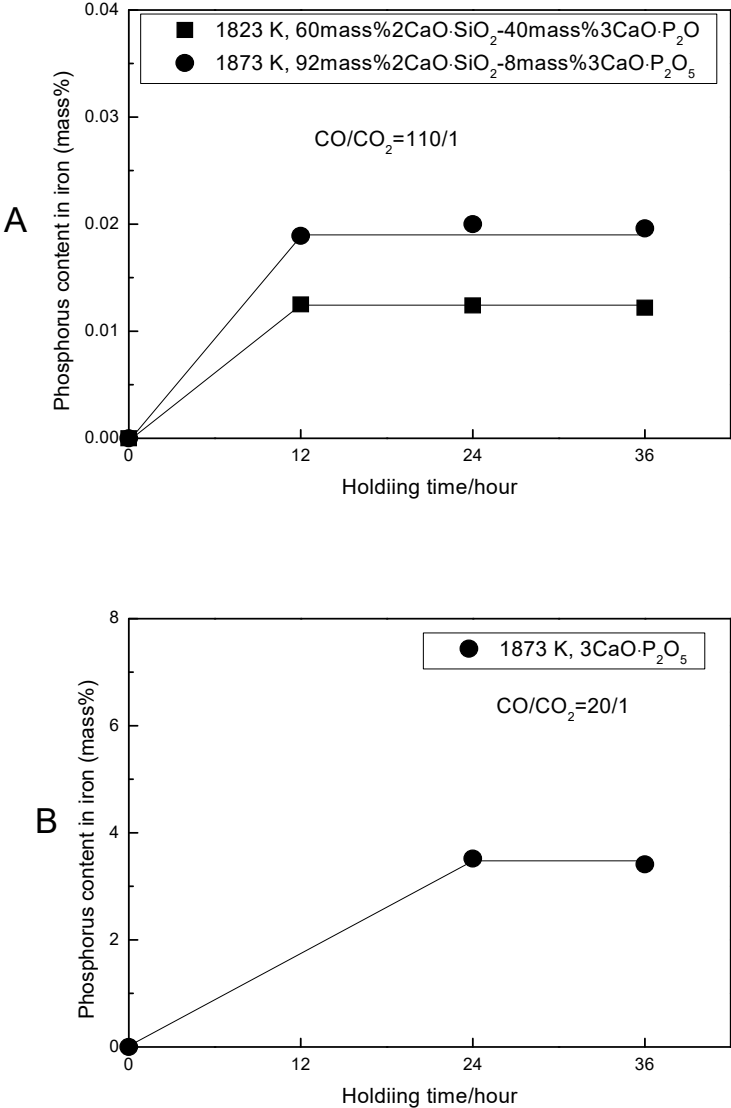 0.04
1823 K, 60mass%2CaO·SiO2-40mass%3CaO·P2O
1873 K, 92mass%2CaO·SiO2-8mass%3CaO·P2O5
CO/CO2=110/1
0.03
0.02
0.01
0.00
A
Phosphorus content in iron (mass%)
0 12 24 36
Holdiing time/hour
8
1873 K, 3CaO·P2O5
CO/CO2=20/1
6
4
2
0
B
Phosphorus content in iron (mass%)
0 12 24 36
Holdiing time/hour